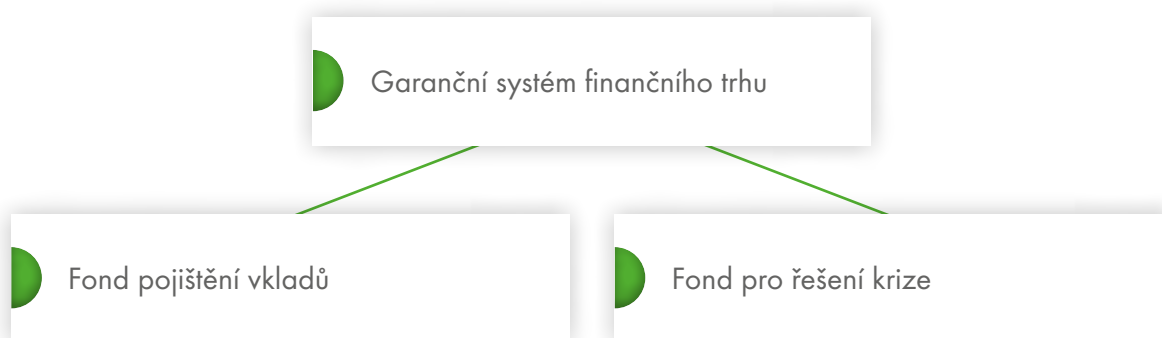 Garanční systém finančního trhu
Fond pojištění vkladů
Fond pro řešení krize